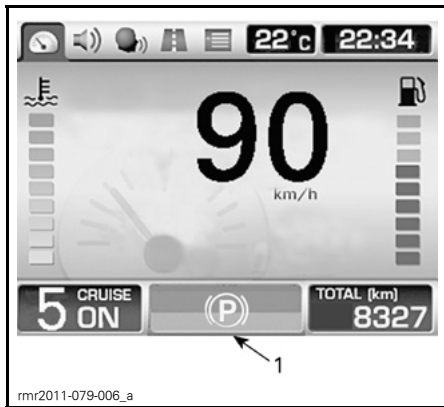 22°c 22:34
90
km/h
5 CRUISE ON
(P)
TOTAL (km)
8327
1
rmr2011-079-006_a